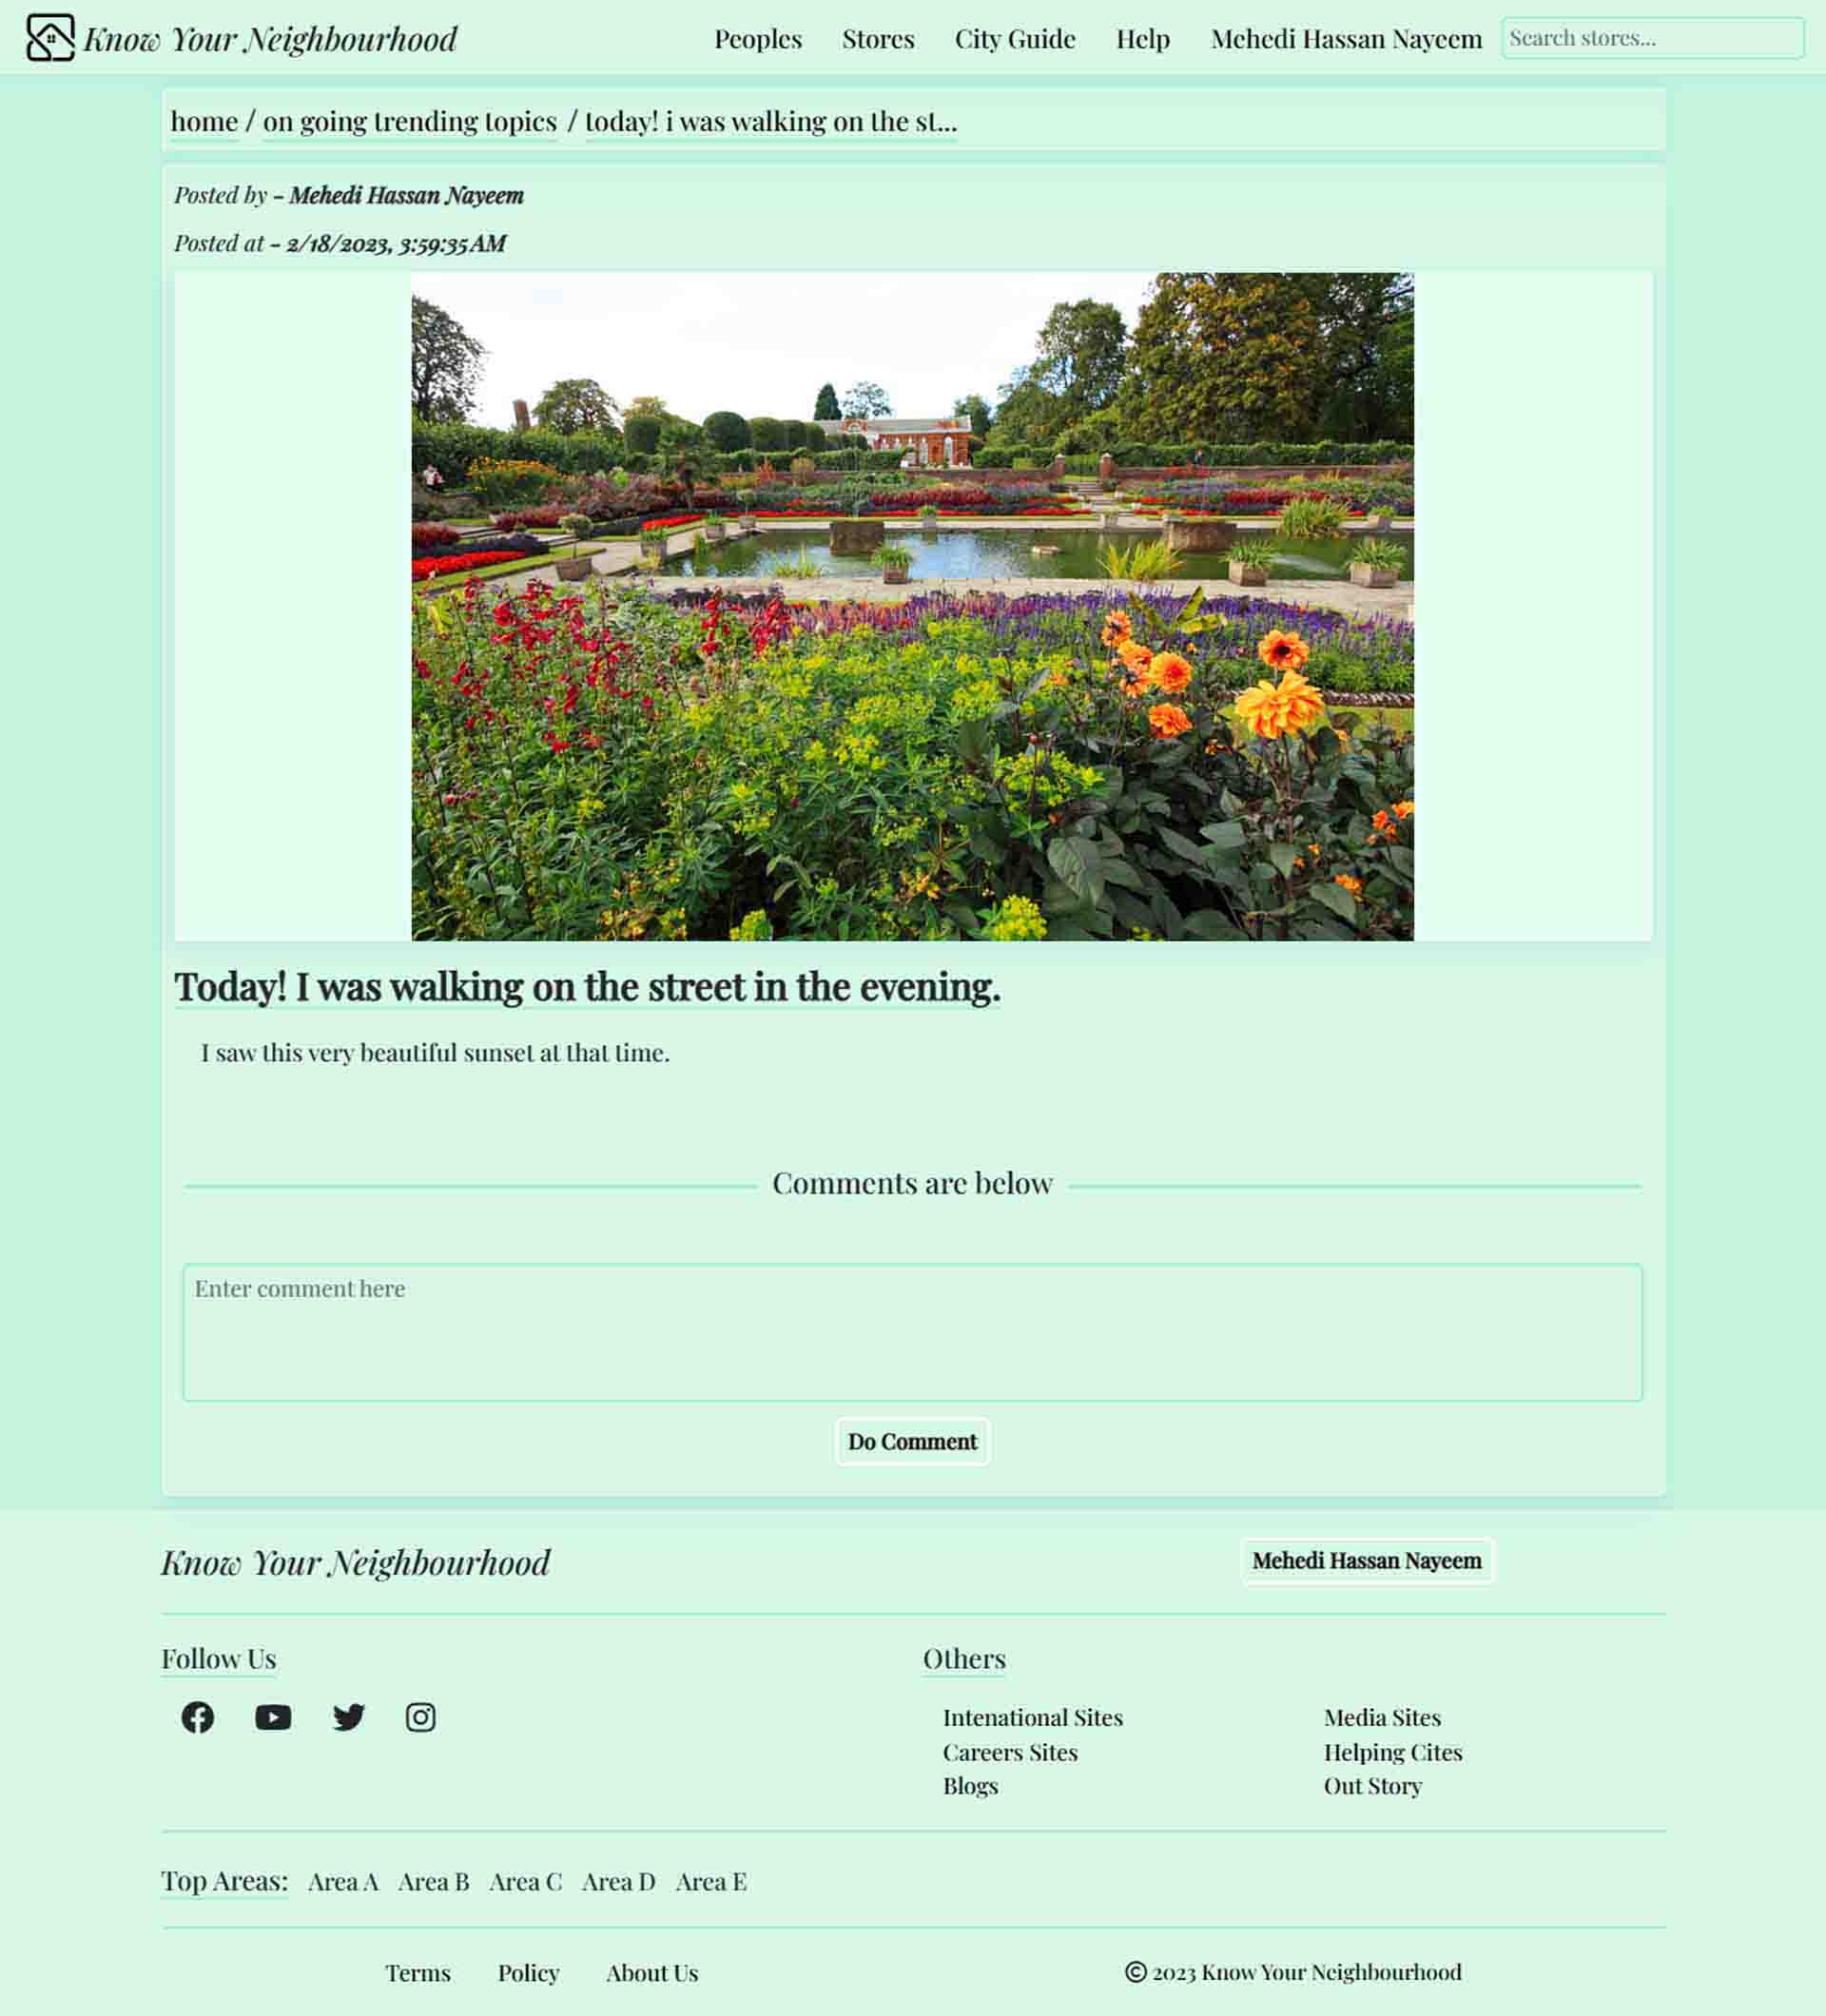 Know Your Neighbourhood
Peoples Stores City Guide Help Mehedi Hassan Nayeem Search stores...
home / on going trending topics / today! i was walking on the st...
Posted by - Mehedi Hassan Nayeem
Posted at - 2/18/2023, 3:59:35 AM
Today! I was walking on the street in the evening.
I saw this very beautiful sunset at that time.
Comments are below
Enter comment here
Do Comment
Know Your Neighbourhood
Mehedi Hassan Nayeem
Follow Us
Others
Intenational Sites
Careers Sites
Blogs
Media Sites
Helping Cites
Out Story
Top Areas: Area A Area B Area C Area D Area E
Terms Policy About Us
© 2023 Know Your Neighbourhood